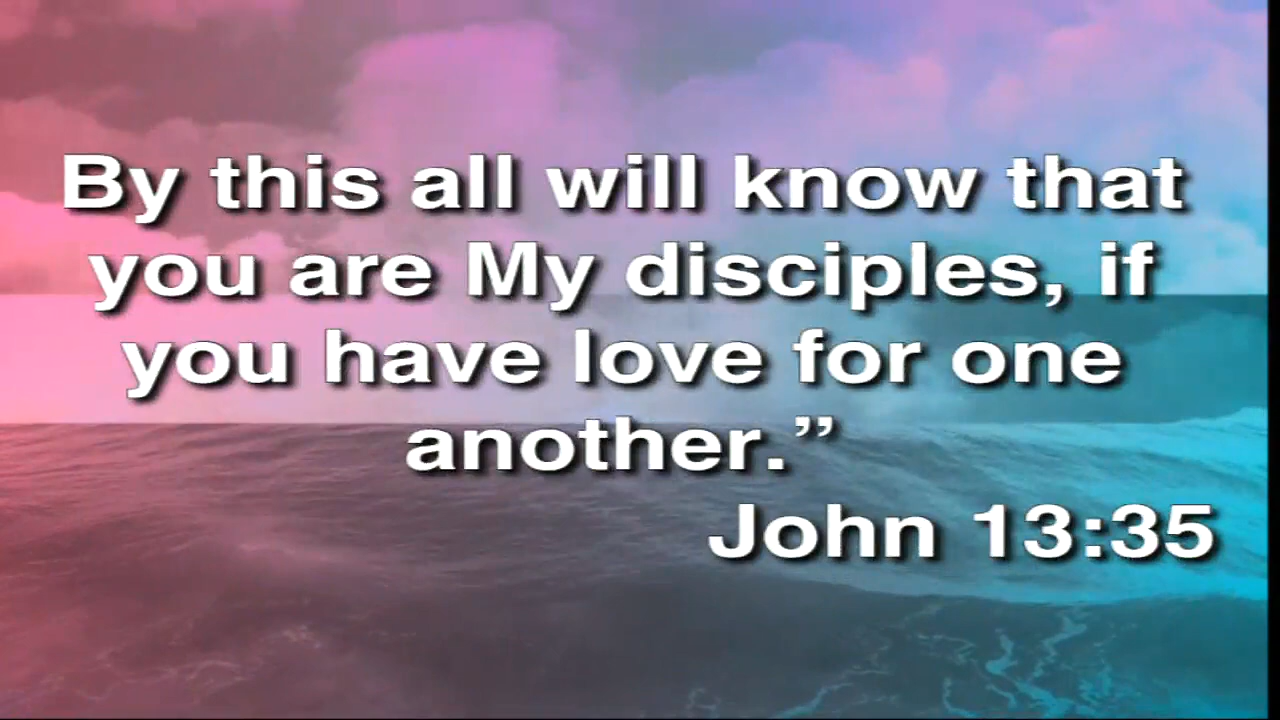 By this all will know that
you are My disciples, if
you have love for one
another.”
John 13:35